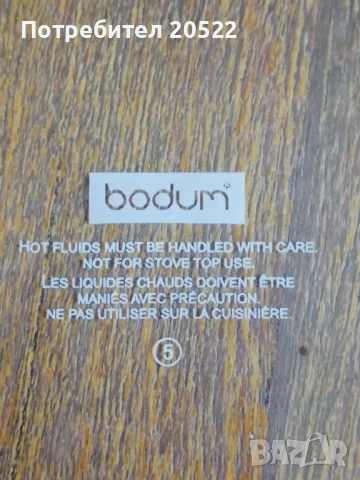 Потребител 20522
bodum®
HOT FLUIDS MUST BE HANDLED WITH CARE.
NOT FOR STOVE TOP USE.
LES LIQUIDES CHAUDS DOIVENT ÊTRE
MANIÉS AVEC PRÉCAUTION.
NE PAS UTILISER SUR LA CUISINIÈRE.
5
BAZAR